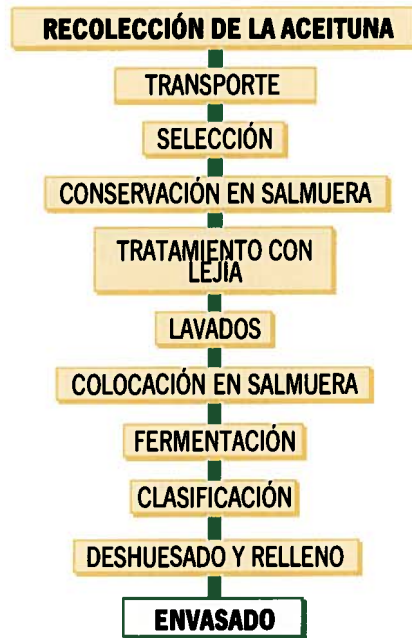 RECOLECCIÓN DE LA ACEITUNA
TRANSPORTE
SELECCIÓN
CONSERVACIÓN EN SALMUERA
TRATAMIENTO CON
LEJÍA
LAVADOS
COLOCACIÓN EN SALMUERA
FERMENTACIÓN
CLASIFICACIÓN
DESHUESADO Y RELLENO
ENVASADO